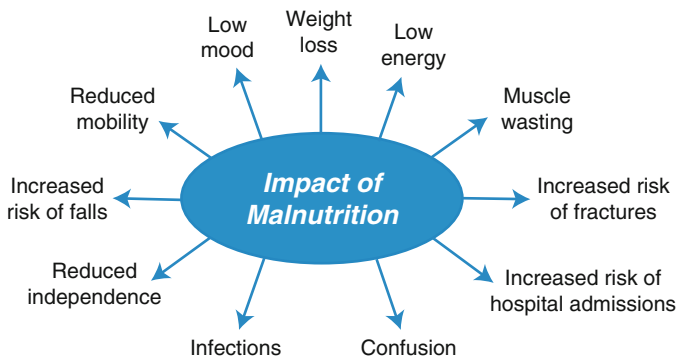 Low
mood
Weight
loss
Low
energy
Reduced
mobility
Muscle
wasting
Increased
risk of falls
Impact of
Malnutrition
Increased risk
of fractures
Reduced
independence
Increased risk of
hospital admissions
Infections
Confusion